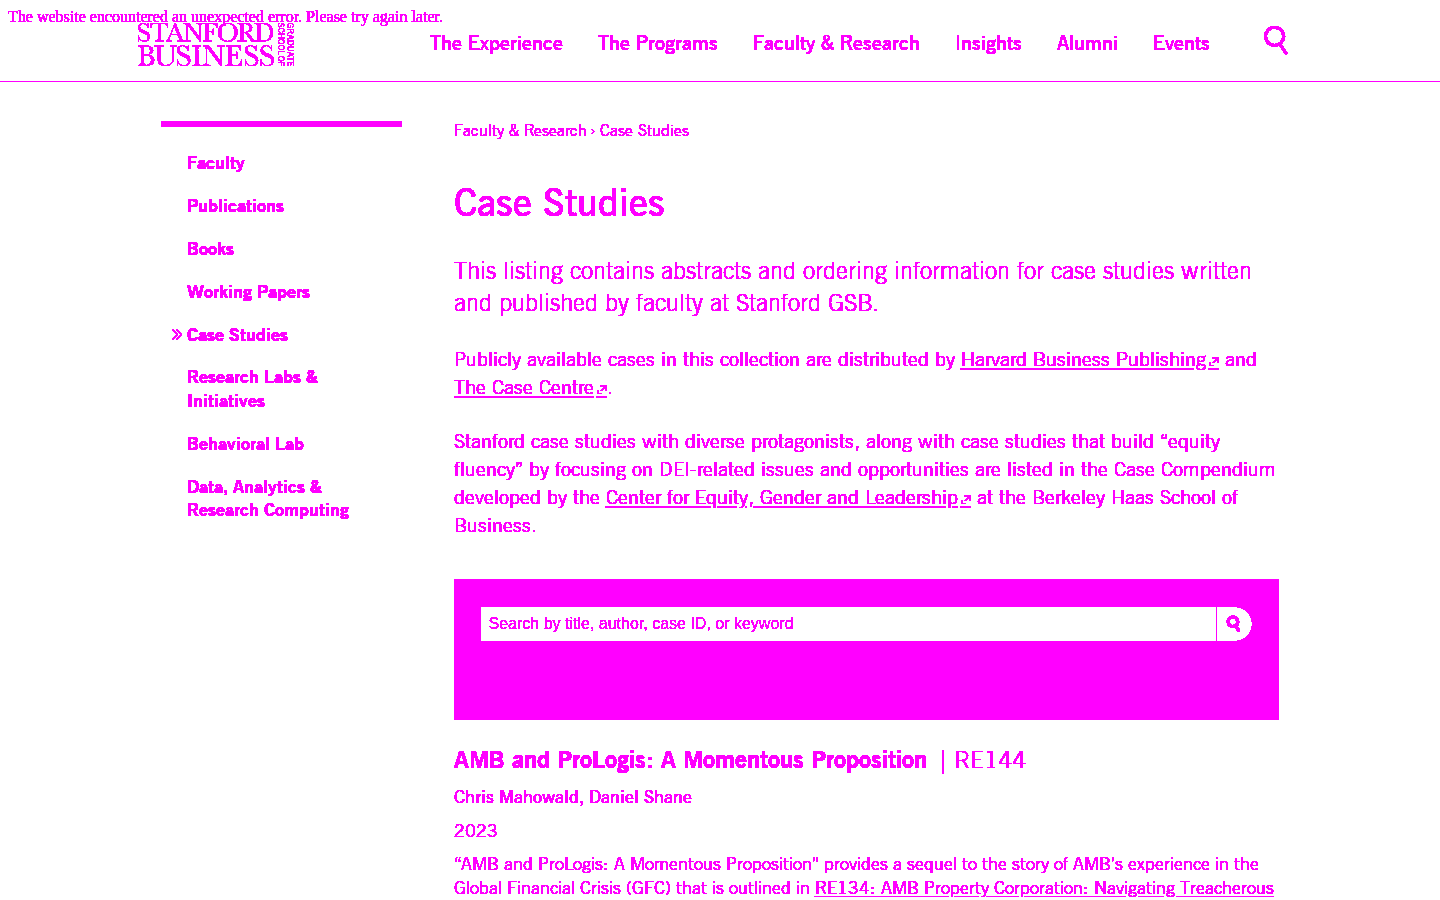 The website encountered an unexpected error. Please try again later.
STANFORD
BUSINESS
GRADUATE
SCHOOL OF
The Experience
The Programs
Faculty & Research
Insights
Alumni
Events
Faculty
Publications
Books
Working Papers
» Case Studies
Research Labs &
Initiatives
Behavioral Lab
Data, Analytics &
Research Computing
Faculty & Research › Case Studies
Case Studies
This listing contains abstracts and ordering information for case studies written
and published by faculty at Stanford GSB.
Publicly available cases in this collection are distributed by Harvard Business Publishing and
The Case Centre.
Stanford case studies with diverse protagonists, along with case studies that build “equity
fluency” by focusing on DEI-related issues and opportunities are listed in the Case Compendium
developed by the Center for Equity, Gender and Leadership at the Berkeley Haas School of
Business.
Search by title, author, case ID, or keyword
AMB and ProLogis: A Momentous Proposition | RE144
Chris Mahowald, Daniel Shane
2023
“AMB and ProLogis: A Momentous Proposition” provides a sequel to the story of AMB’s experience in the
Global Financial Crisis (GFC) that is outlined in RE134: AMB Property Corporation: Navigating Treacherous